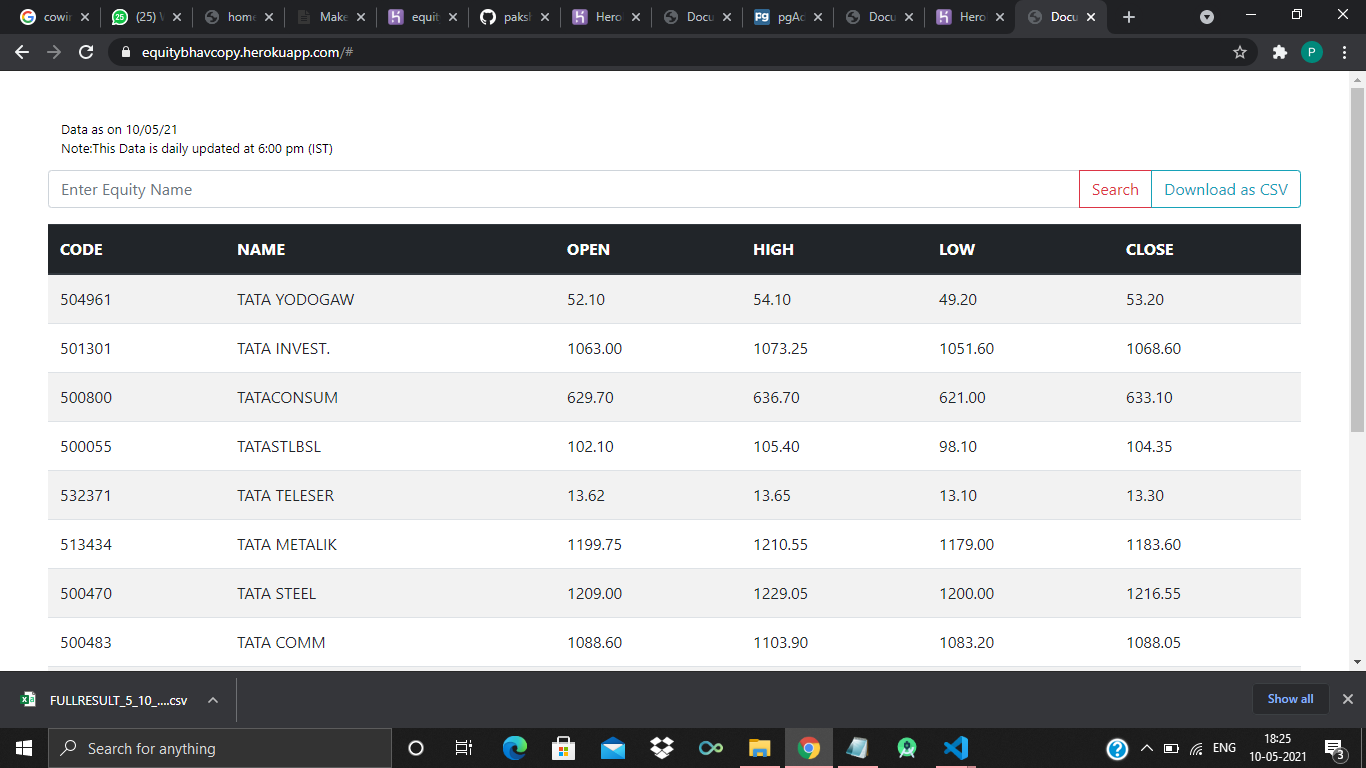 cowin
(25) W
home
Make
equit
paksh
Hero
Docu
pgAd
Docu
Hero
Docu
equitybhavcopy.herokuapp.com/#
P
Data as on 10/05/21
Note:This Data is daily updated at 6:00 pm (IST)
Enter Equity Name Search Download as CSV
CODE NAME OPEN HIGH LOW CLOSE
504961 TATA YODOGAW 52.10 54.10 49.20 53.20
501301 TATA INVEST. 1063.00 1073.25 1051.60 1068.60
500800 TATACONSUM 629.70 636.70 621.00 633.10
500055 TATASTLBSL 102.10 105.40 98.10 104.35
532371 TATA TELESER 13.62 13.65 13.10 13.30
513434 TATA METALIK 1199.75 1210.55 1179.00 1183.60
500470 TATA STEEL 1209.00 1229.05 1200.00 1216.55
500483 TATA COMM 1088.60 1103.90 1083.20 1088.05
FULLRESULT_5_10_....csv Show all
Search for anything
ENG
18:25
10-05-2021
3